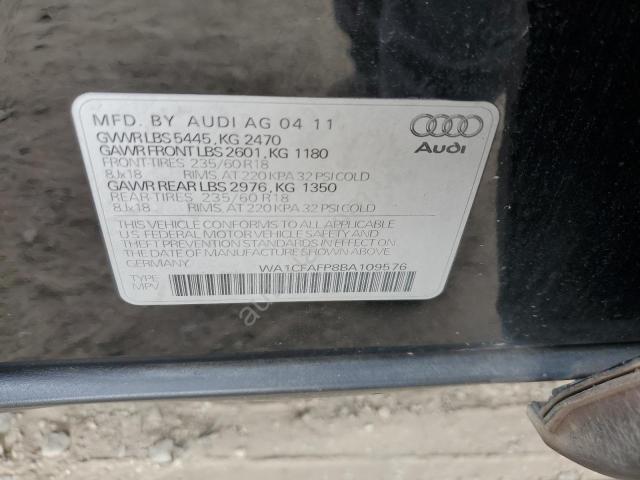 MFD. BY AUDI AG 04 11
GVWR LBS 5445, KG 2470
GAWR FRONT LBS 2601, KG 1180
FRONT-TIRES 235/60 R18
8Jx18 RIMS, AT 220 KPA 32 PSI COLD
GAWR REAR LBS 2976, KG 1350
REAR-TIRES 235/60 R18
8Jx18 RIMS, AT 220 KPA 32 PSI COLD
THIS VEHICLE CONFORMS TO ALL APPLICABLE
U.S. FEDERAL MOTOR VEHICLE SAFETY AND
THEFT PREVENTION STANDARDS IN EFFECT ON
THE DATE OF MANUFACTURE SHOWN ABOVE.
GERMANY
WA1CFAFP8BA109576
TYPE:
MPV
Audi